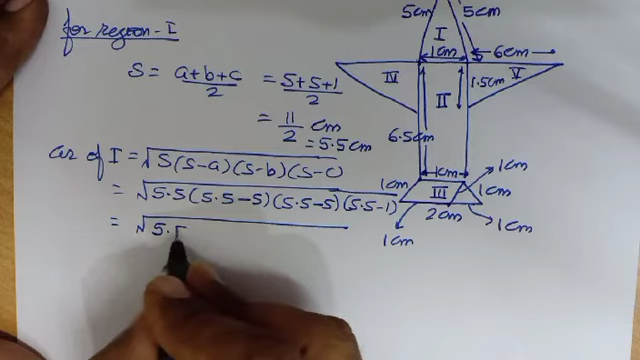 for region-I
S = a+b+c/2 = 5+5+1/2
= 11/2 cm
= 5.5cm
ar of I = √S(S-a)(S-b)(S-c)
= √5.5(5.5-5)(5.5-5)(5.5-1)
= √5.5
5cm
5cm
I
1cm
6cm
IV
V
1.5cm
II
6.5cm
1cm
1cm
1cm
III
1cm
2cm
1cm
1cm